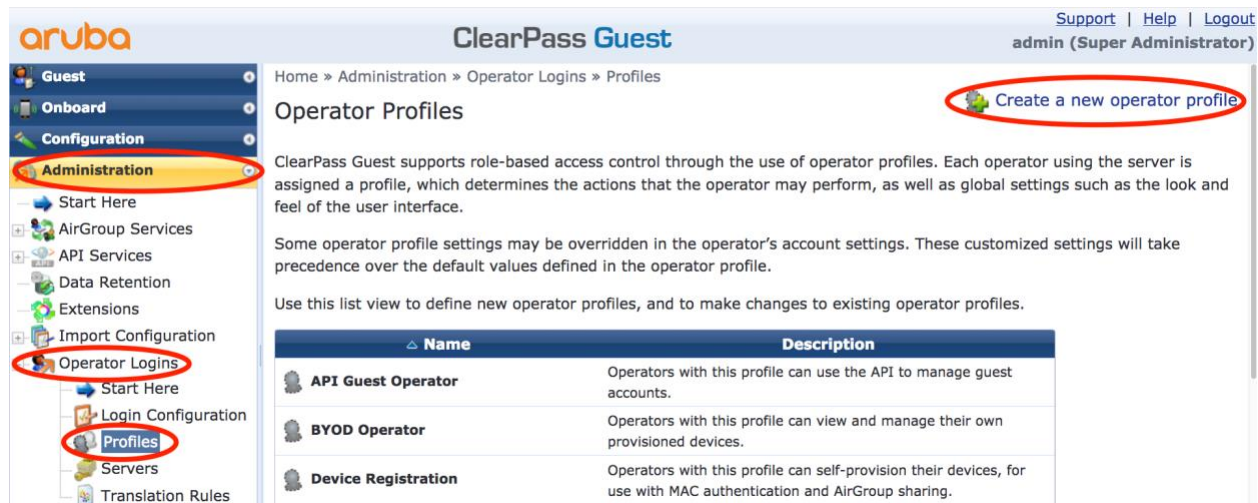 aruba
ClearPass Guest
Support | Help | Logout
admin (Super Administrator)
Guest
Onboard
Configuration
Administration
Start Here
AirGroup Services
API Services
Data Retention
Extensions
Import Configuration
Operator Logins
Start Here
Login Configuration
Profiles
Servers
Translation Rules
Home » Administration » Operator Logins » Profiles
Operator Profiles
Create a new operator profile
ClearPass Guest supports role-based access control through the use of operator profiles. Each operator using the server is
assigned a profile, which determines the actions that the operator may perform, as well as global settings such as the look and
feel of the user interface.
Some operator profile settings may be overridden in the operator's account settings. These customized settings will take
precedence over the default values defined in the operator profile.
Use this list view to define new operator profiles, and to make changes to existing operator profiles.
Name Description
API Guest Operator Operators with this profile can use the API to manage guest
accounts.
BYOD Operator Operators with this profile can view and manage their own
provisioned devices.
Device Registration Operators with this profile can self-provision their devices, for
use with MAC authentication and AirGroup sharing.